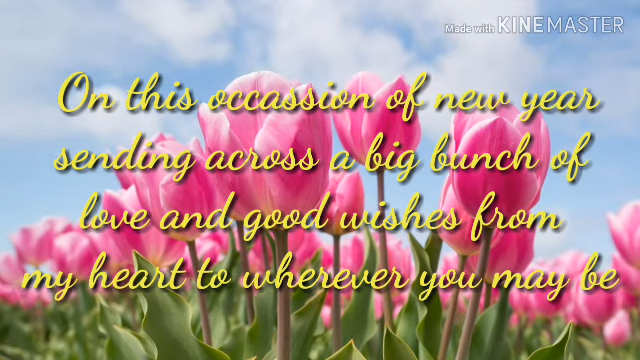 Made with KINEMASTER
On this occassion of new year
sending across a big bunch of
love and good wishes from
my heart to wherever you may be